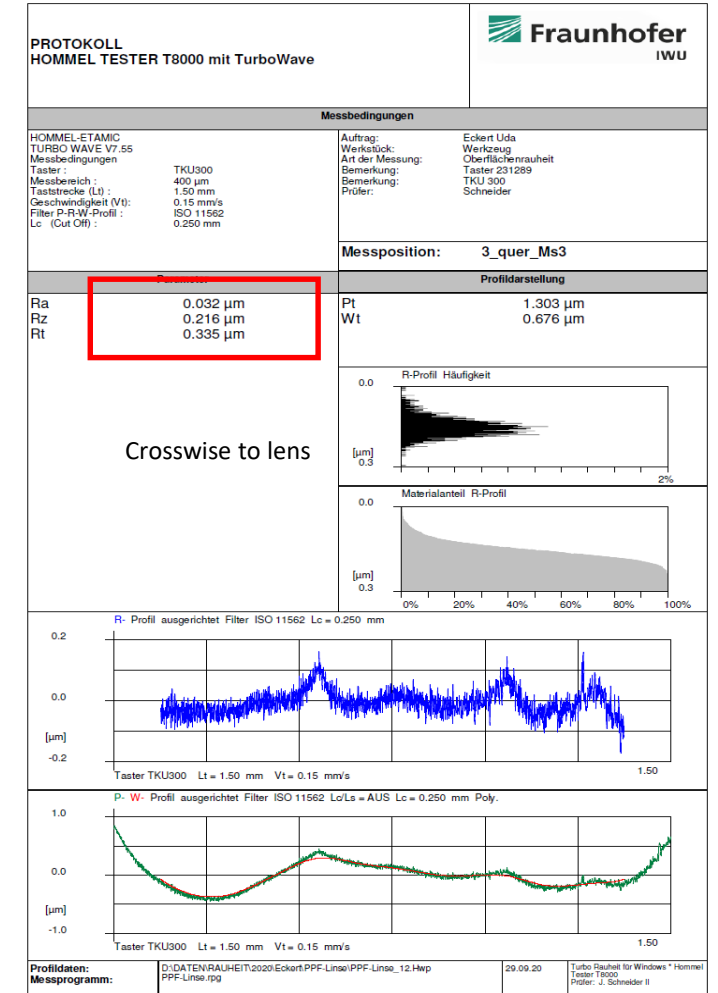 PROTOKOLL
HOMMEL TESTER T8000 mit TurboWave
Fraunhofer
IWU
Messbedingungen
HOMMEL-ETAMIC
TURBO WAVE V7.55
Messbedingungen
Taster : TKU300
Messbereich : 400 µm
Taststrecke (Lt) : 1.50 mm
Geschwindigkeit (Vt): 0.15 mm/s
Filter P-R-W-Profil : ISO 11562
Lc (Cut Off) : 0.250 mm
Auftrag: Eckert Uda
Werkstück: Werkzeug
Art der Messung: Oberflächenrauheit
Bemerkung: Taster 231289
Bemerkung: TKU 300
Prüfer: Schneider
Messposition: 3_quer_Ms3
Parameter
Profildarstellung
Ra 0.032 µm
Rz 0.216 µm
Rt 0.335 µm
Pt 1.303 µm
Wt 0.676 µm
Crosswise to lens
R-Profil Häufigkeit
0.0
[µm]
0.3
2%
Materialanteil R-Profil
0.0
[µm]
0.3
0% 20% 40% 60% 80% 100%
R- Profil ausgerichtet Filter ISO 11562 Lc = 0.250 mm
0.2
0.0
[µm]
-0.2
Taster TKU300 Lt = 1.50 mm Vt = 0.15 mm/s
1.50
P- W- Profil ausgerichtet Filter ISO 11562 Lc/Ls = AUS Lc = 0.250 mm Poly.
1.0
0.0
[µm]
-1.0
Taster TKU300 Lt = 1.50 mm Vt = 0.15 mm/s
1.50
Profildaten: D:\DATEN\RAUHEIT\2020\Eckert\PPF-Linse\PPF-Linse_12.Hwp
Messprogramm: PPF-Linse.rpg
29.09.20
Turbo Rauheit für Windows * Hommel
Tester T8000
Prüfer: J. Schneider II